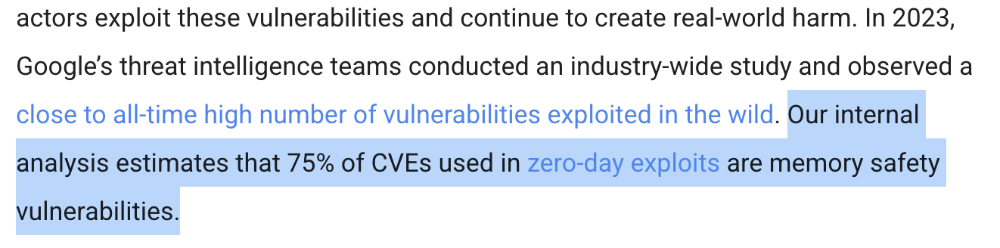 actors exploit these vulnerabilities and continue to create real-world harm. In 2023,
Google’s threat intelligence teams conducted an industry-wide study and observed a
close to all-time high number of vulnerabilities exploited in the wild. Our internal
analysis estimates that 75% of CVEs used in zero-day exploits are memory safety
vulnerabilities.